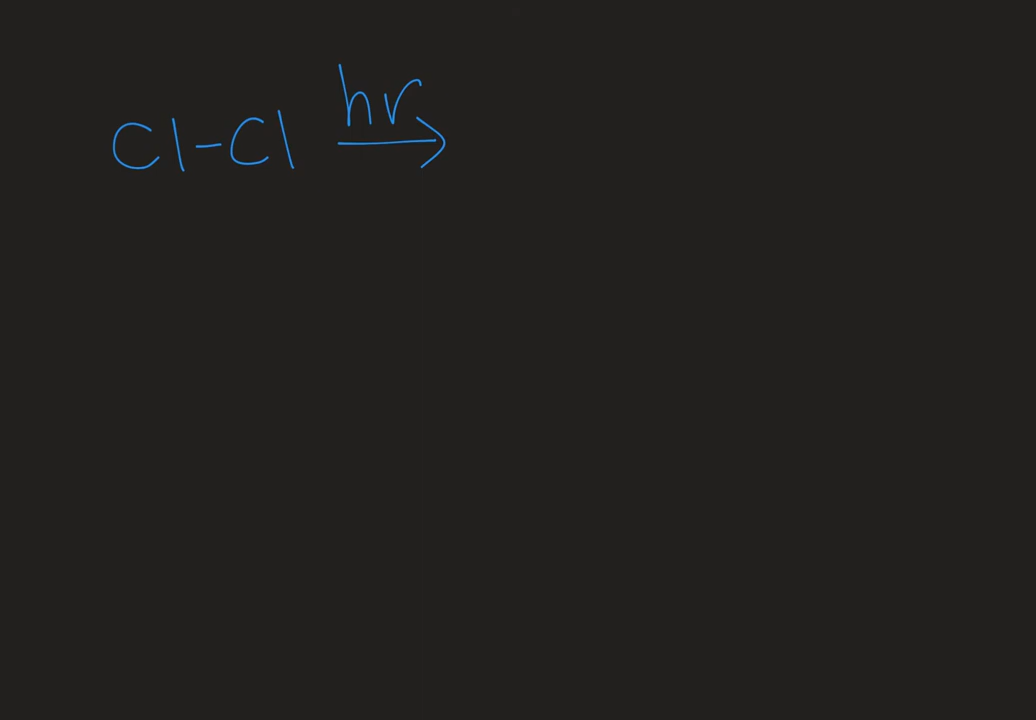 hν
Cl-Cl →